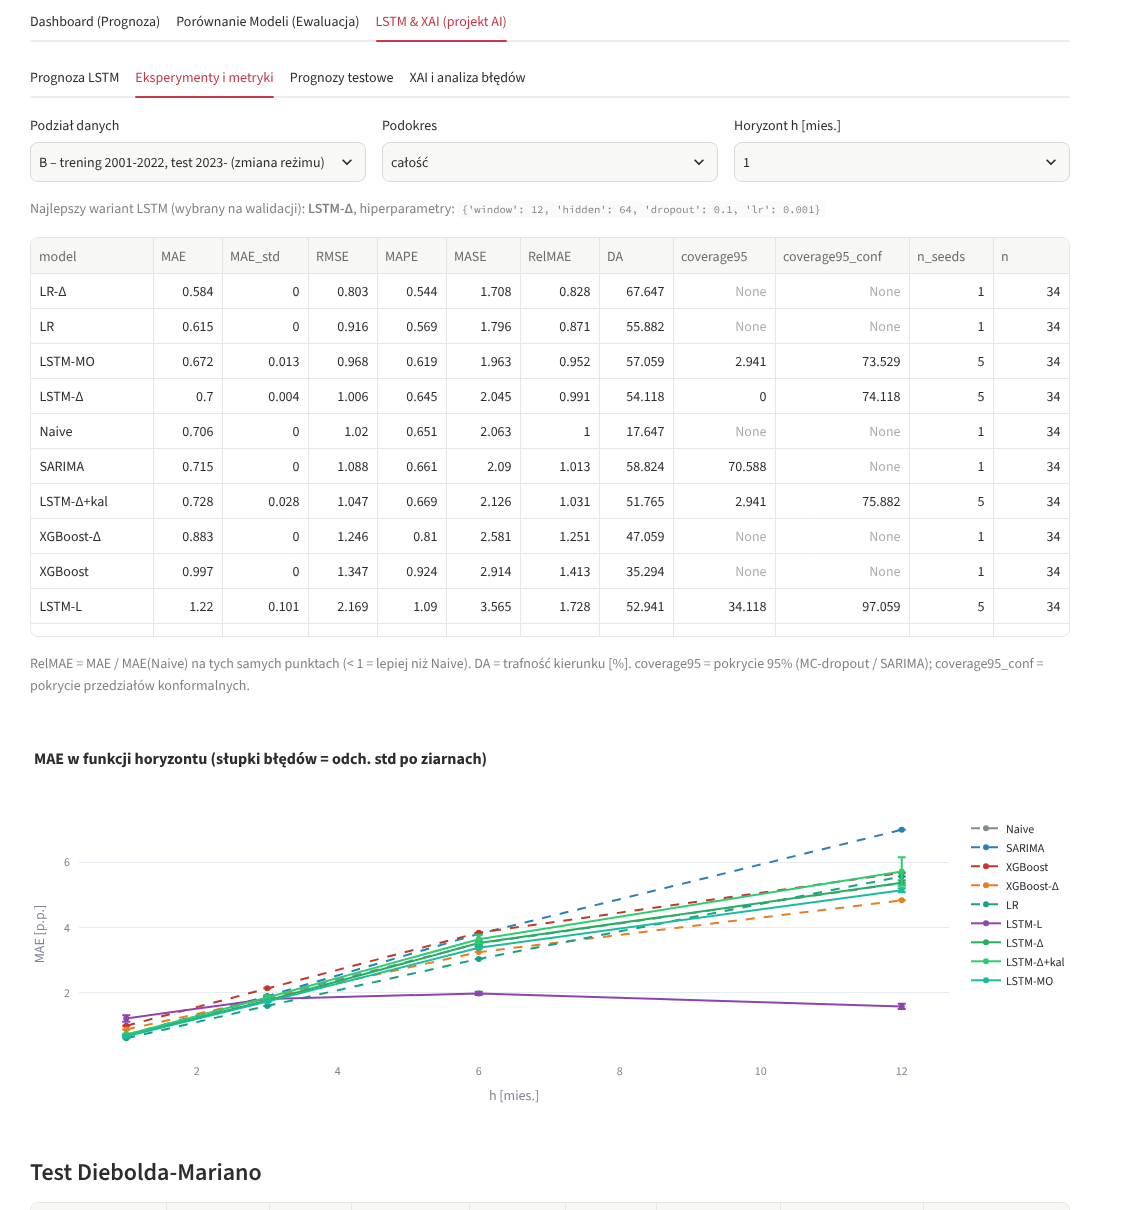 Dashboard (Prognoza) Porównanie Modeli (Ewaluacja) LSTM & XAI (projekt AI)
Prognoza LSTM Eksperymenty i metryki Prognozy testowe XAI i analiza błędów
Podział danych Podokres Horyzont h [mies.]
B – trening 2001-2022, test 2023- (zmiana reżimu) całość 1
Najlepszy wariant LSTM (wybrany na walidacji): LSTM-Δ, hiperparametry: {'window': 12, 'hidden': 64, 'dropout': 0.1, 'lr': 0.001}
model MAE MAE_std RMSE MAPE MASE RelMAE DA coverage95 coverage95_conf n_seeds n
LR-Δ 0.584 0 0.803 0.544 1.708 0.828 67.647 None None 1 34
LR 0.615 0 0.916 0.569 1.796 0.871 55.882 None None 1 34
LSTM-MO 0.672 0.013 0.968 0.619 1.963 0.952 57.059 2.941 73.529 5 34
LSTM-Δ 0.7 0.004 1.006 0.645 2.045 0.991 54.118 0 74.118 5 34
Naive 0.706 0 1.02 0.651 2.063 1 17.647 None None 1 34
SARIMA 0.715 0 1.088 0.661 2.09 1.013 58.824 70.588 None 1 34
LSTM-Δ+kal 0.728 0.028 1.047 0.669 2.126 1.031 51.765 2.941 75.882 5 34
XGBoost-Δ 0.883 0 1.246 0.81 2.581 1.251 47.059 None None 1 34
XGBoost 0.997 0 1.347 0.924 2.914 1.413 35.294 None None 1 34
LSTM-L 1.22 0.101 2.169 1.09 3.565 1.728 52.941 34.118 97.059 5 34
RelMAE = MAE / MAE(Naive) na tych samych punktach (< 1 = lepiej niż Naive). DA = trafność kierunku [%]. coverage95 = pokrycie 95% (MC-dropout / SARIMA); coverage95_conf =
pokrycie przedziałów konformalnych.
MAE w funkcji horyzontu (słupki błędów = odch. std po ziarnach)
MAE [p.p.]
6
4
2
2 4 6 8 10 12
h [mies.]
Naive
SARIMA
XGBoost
XGBoost-Δ
LR
LSTM-L
LSTM-Δ
LSTM-Δ+kal
LSTM-MO
Test Diebolda-Mariano